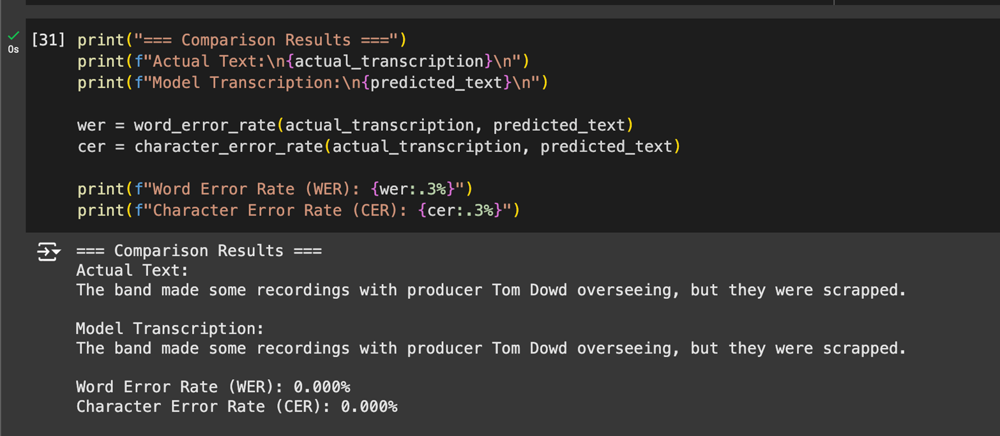 [31] print("=== Comparison Results ===")
print(f"Actual Text:\n{actual_transcription}\n")
0s
print(f"Model Transcription:\n{predicted_text}\n")
wer = word_error_rate(actual_transcription, predicted_text)
cer = character_error_rate(actual_transcription, predicted_text)
print(f"Word Error Rate (WER): {wer:.3%}")
print(f"Character Error Rate (CER): {cer:.3%}")
=== Comparison Results ===
Actual Text:
The band made some recordings with producer Tom Dowd overseeing, but they were scrapped.
Model Transcription:
The band made some recordings with producer Tom Dowd overseeing, but they were scrapped.
Word Error Rate (WER): 0.000%
Character Error Rate (CER): 0.000%